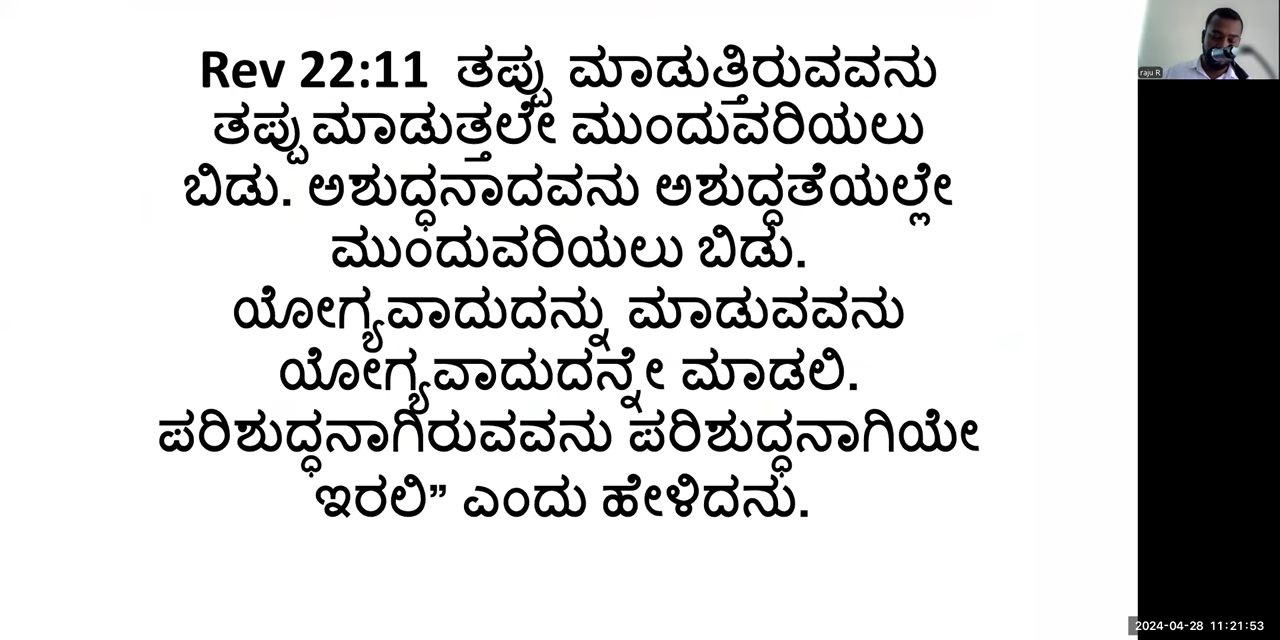 Rev 22:11 ತಪ್ಪು ಮಾಡುತ್ತಿರುವವನು
ತಪ್ಪುಮಾಡುತ್ತಲೇ ಮುಂದುವರಿಯಲು
ಬಿಡು. ಅಶುದ್ಧನಾದವನು ಅಶುದ್ಧತೆಯಲ್ಲೇ
ಮುಂದುವರಿಯಲು ಬಿಡು.
ಯೋಗ್ಯವಾದುದನ್ನು ಮಾಡುವವನು
ಯೋಗ್ಯವಾದುದನ್ನೇ ಮಾಡಲಿ.
ಪರಿಶುದ್ಧನಾಗಿರುವವನು ಪರಿಶುದ್ಧನಾಗಿಯೇ
ಇರಲಿ” ಎಂದು ಹೇಳಿದನು.
raju R
2024-04-28 11:21:53